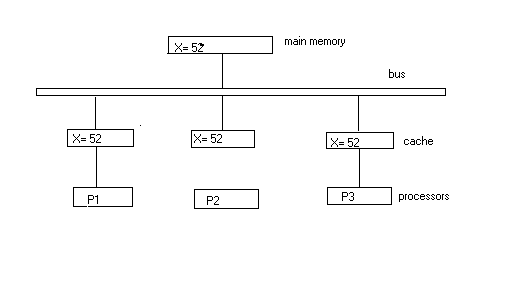 X= 52
main memory
bus
X= 52
X= 52
X= 52
cache
P1
P2
P3
processors